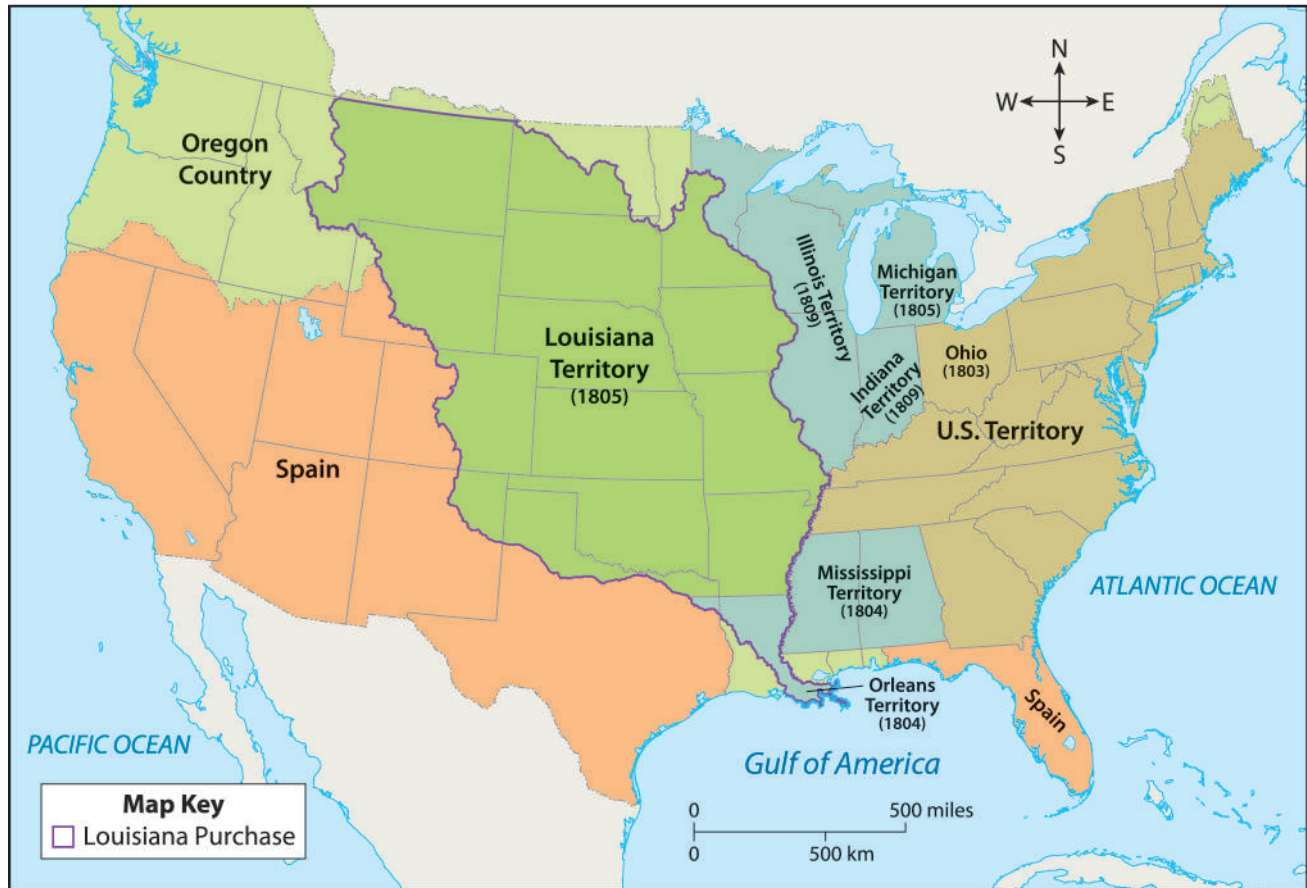 N
W
E
S
Oregon
Country
Louisiana
Territory
(1805)
Spain
Illinois Territory
(1809)
Michigan
Territory
(1805)
Indiana
Territory
(1809)
Ohio
(1803)
U.S. Territory
Mississippi
Territory
(1804)
Orleans
Territory
(1804)
Spain
ATLANTIC OCEAN
PACIFIC OCEAN
Gulf of America
Map Key
Louisiana Purchase
0
500 miles
0
500 km